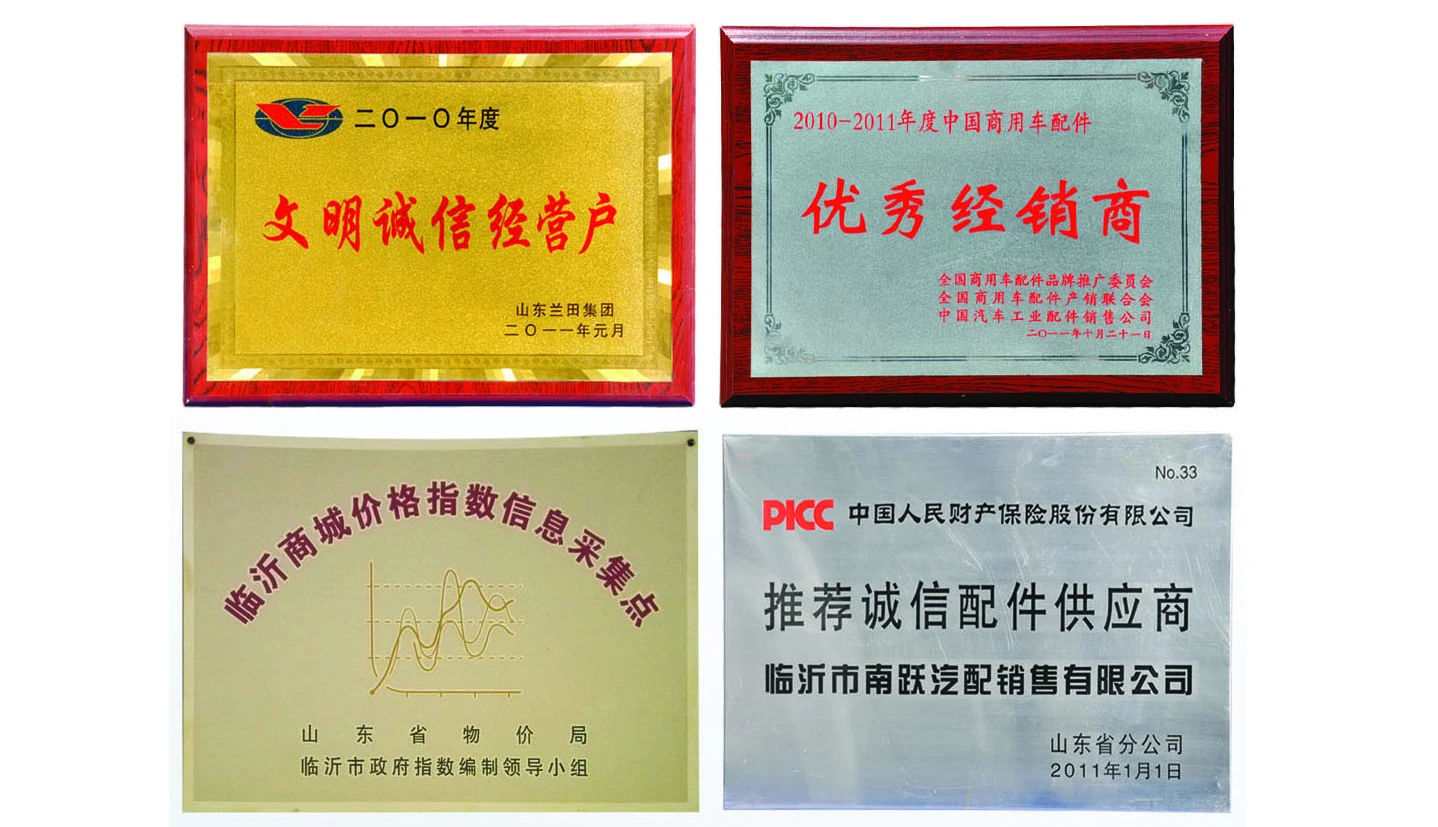 二〇一〇年度
文明诚信经营户
山东兰田集团
二〇一一年元月
2010-2011年度中国商用车配件
优秀经销商
全国商用车配件品牌推广委员会
全国商用车配件产销联合会
中国汽车工业配件销售公司
二〇一一年十月二十一日
临沂商城价格指数信息采集点
山东省物价局
临沂市政府指数编制领导小组
No.33
PICC 中国人民财产保险股份有限公司
推荐诚信配件供应商
临沂市南跃汽配销售有限公司
山东省分公司
2011年1月1日